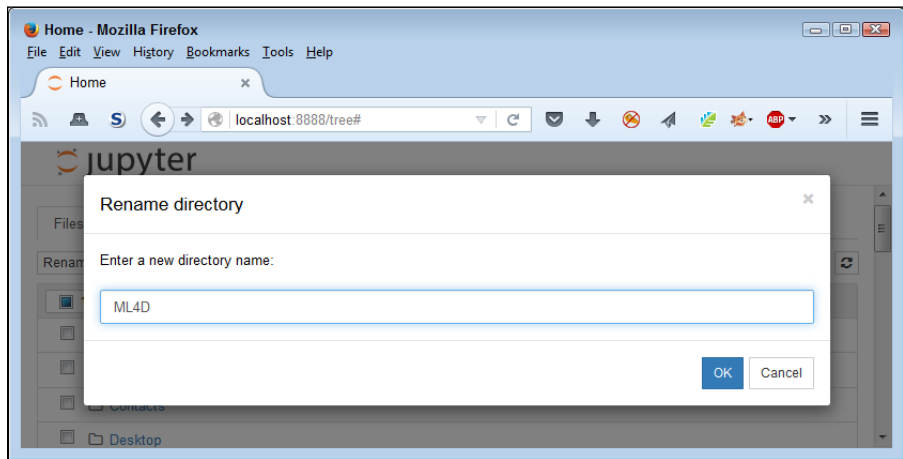 Home - Mozilla Firefox
File Edit View History Bookmarks Tools Help
Home
S localhost:8888/tree# ABP
jupyter
Rename directory
Files
Enter a new directory name:
Renam
ML4D
OK Cancel
Contacts
Desktop